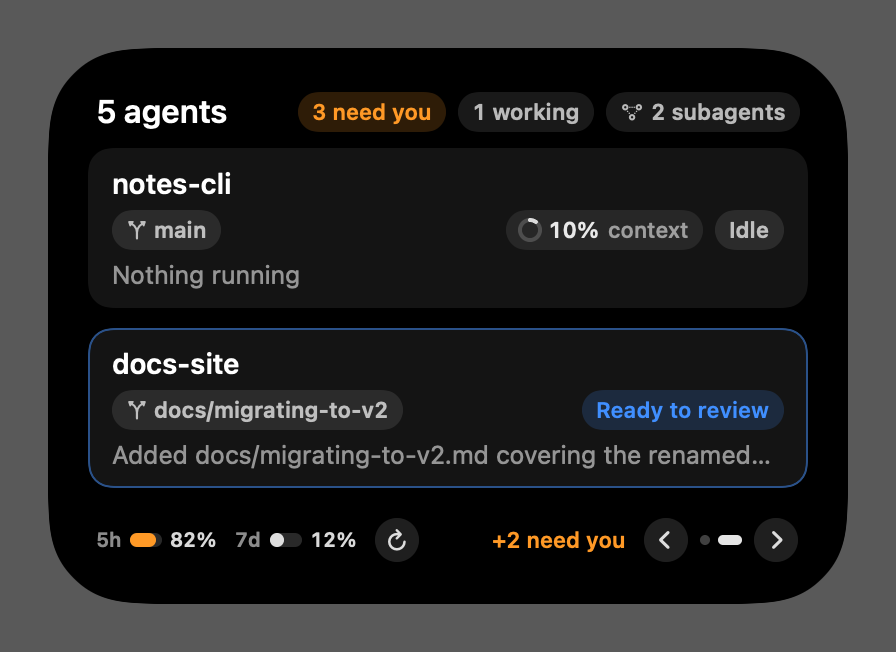 5 agents 3 need you 1 working 2 subagents
notes-cli
main 10% context Idle
Nothing running
docs-site
docs/migrating-to-v2 Ready to review
Added docs/migrating-to-v2.md covering the renamed...
5h 82% 7d 12% +2 need you